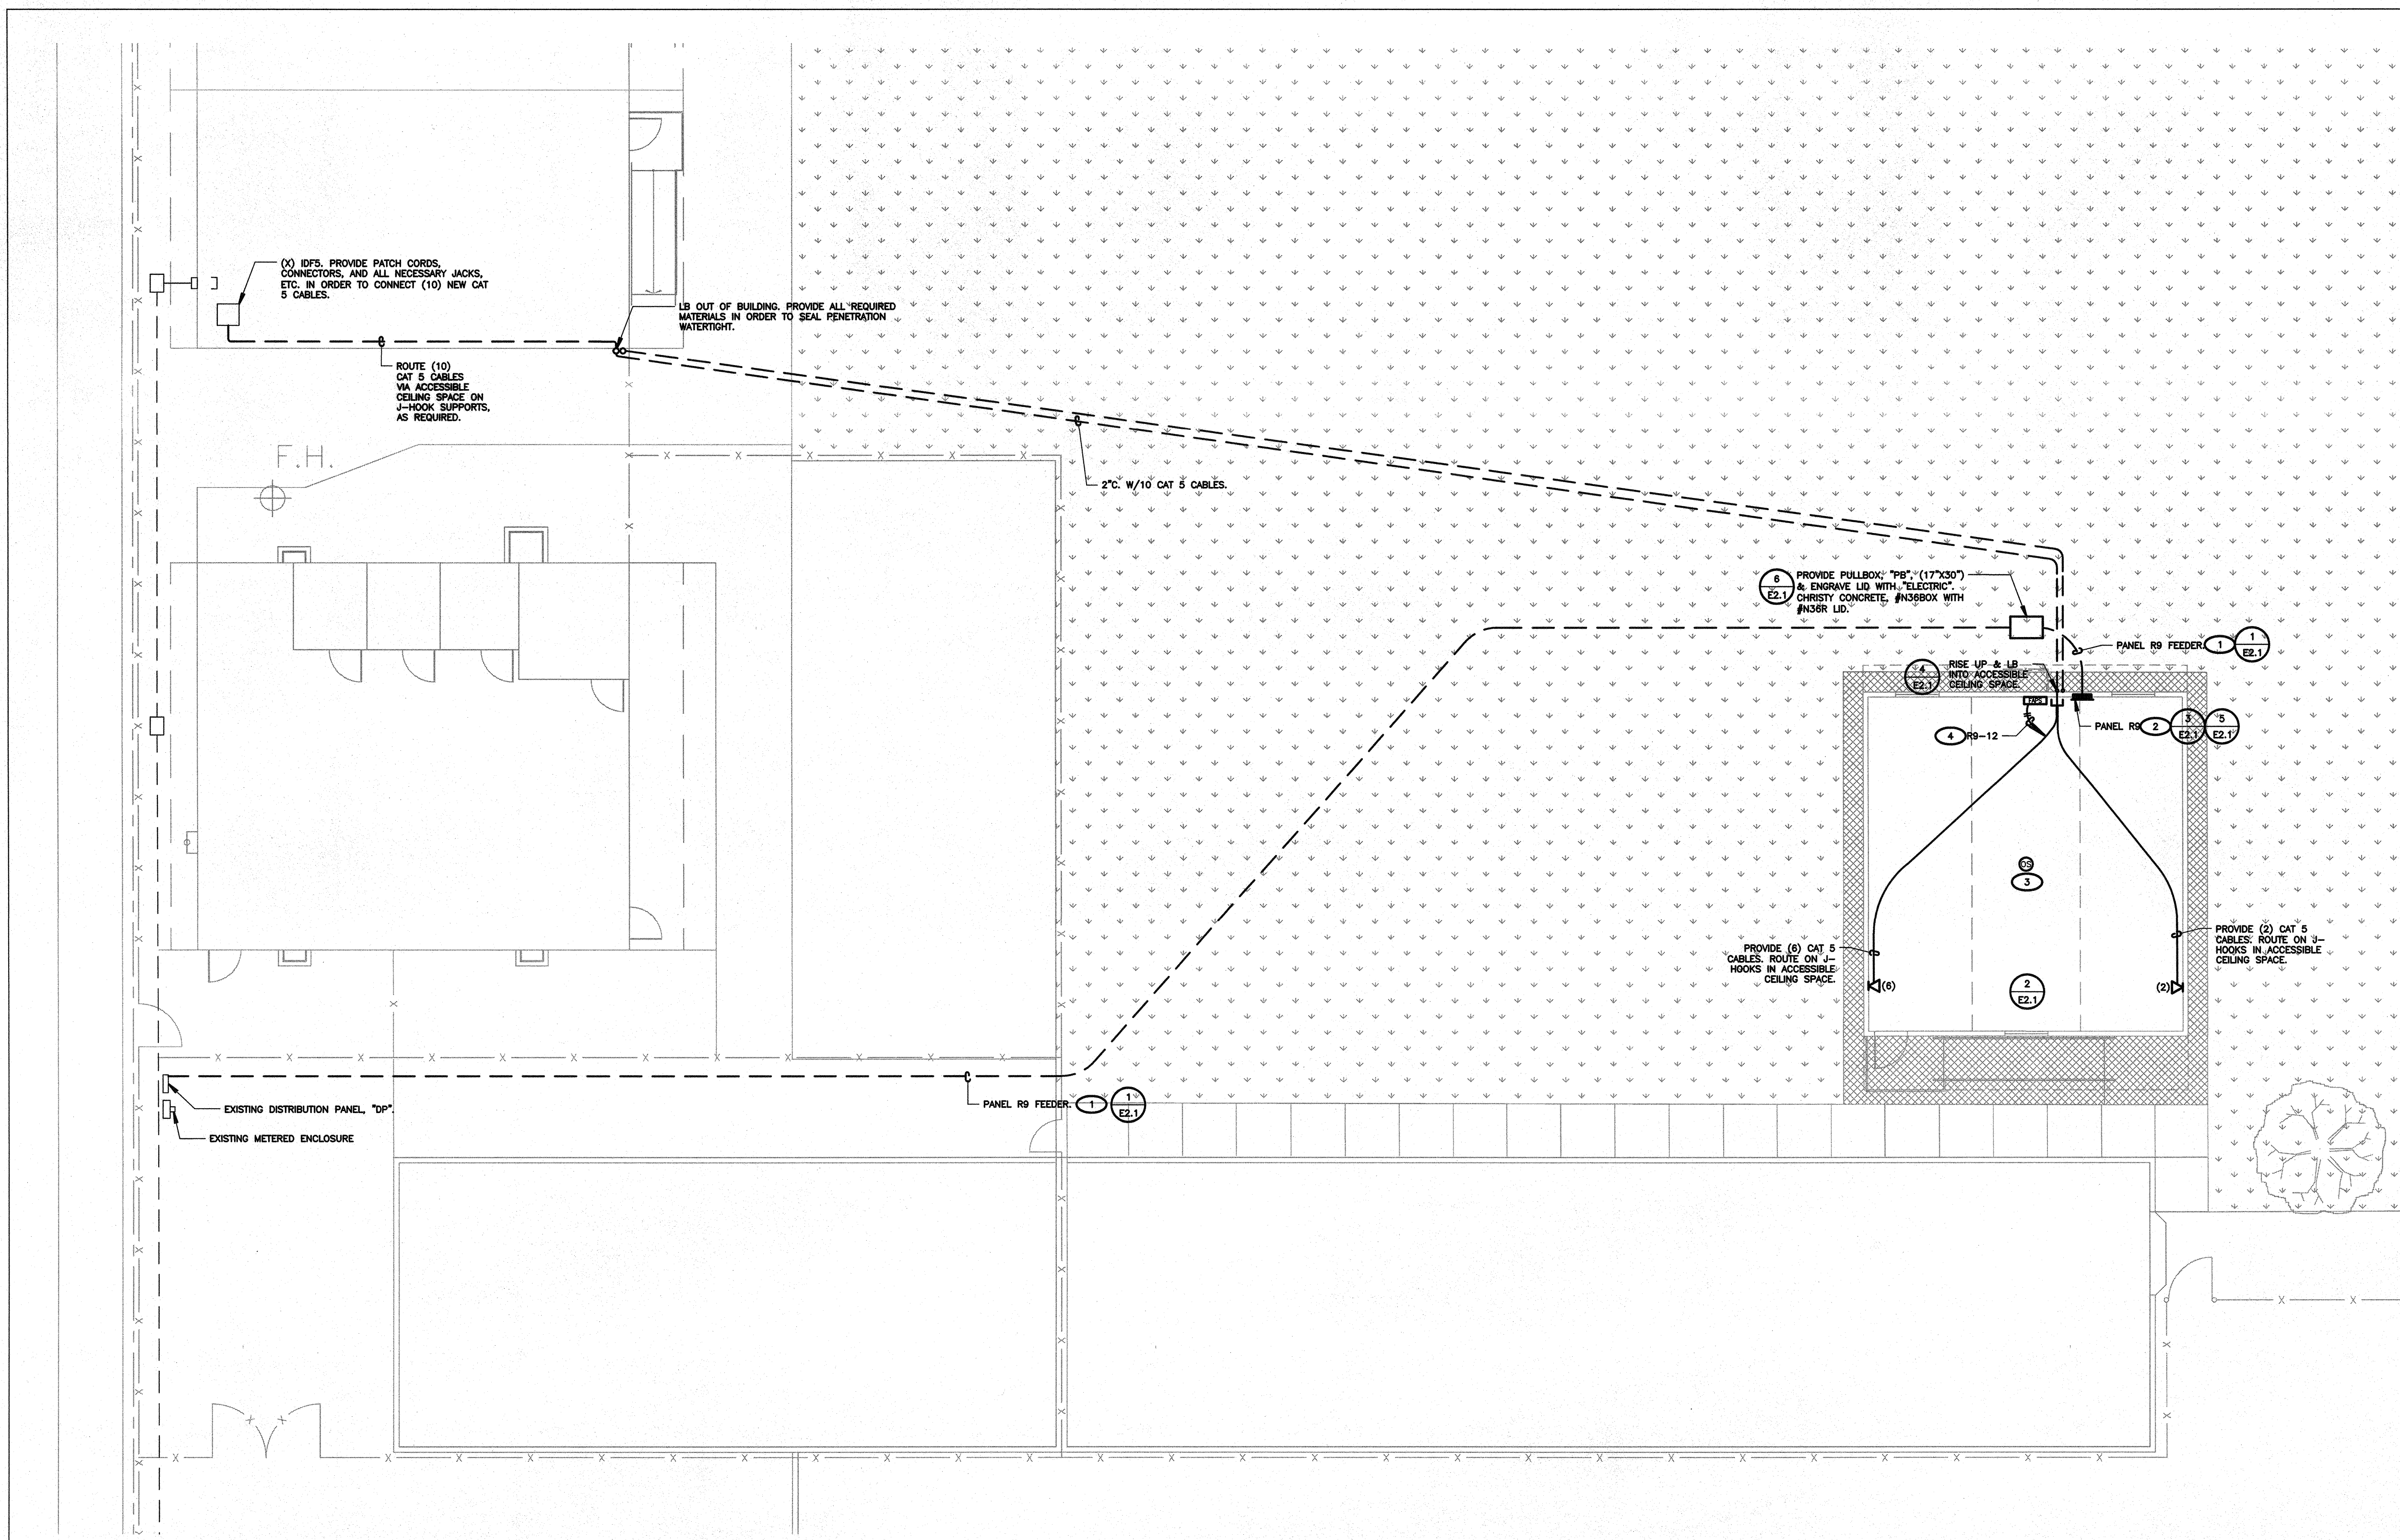 (X) IDF5. PROVIDE PATCH CORDS,
CONNECTORS, AND ALL NECESSARY JACKS,
ETC. IN ORDER TO CONNECT (10) NEW CAT
5 CABLES.
LB OUT OF BUILDING. PROVIDE ALL REQUIRED
MATERIALS IN ORDER TO SEAL PENETRATION
WATERTIGHT.
ROUTE (10)
CAT 5 CABLES
VIA ACCESSIBLE
CEILING SPACE ON
J-HOOK SUPPORTS,
AS REQUIRED.
F.H.
2"C. W/10 CAT 5 CABLES.
6
E2.1
PROVIDE PULLBOX, "PB", (17"X30")
& ENGRAVE LID WITH "ELECTRIC".
CHRISTY CONCRETE, #N36BOX WITH
#N36R LID.
PANEL R9 FEEDER. 1
1
E2.1
4
E2.1
RISE UP & LB
INTO ACCESSIBLE
CEILING SPACE.
FAPS
4 R9-12
PANEL R9 2
3
E2.1
5
E2.1
OS
3
PROVIDE (6) CAT 5
CABLES. ROUTE ON J-
HOOKS IN ACCESSIBLE
CEILING SPACE.
(6)
2
E2.1
(2)
PROVIDE (2) CAT 5
CABLES. ROUTE ON J-
HOOKS IN ACCESSIBLE
CEILING SPACE.
EXISTING DISTRIBUTION PANEL, "DP".
EXISTING METERED ENCLOSURE
PANEL R9 FEEDER. 1
1
E2.1